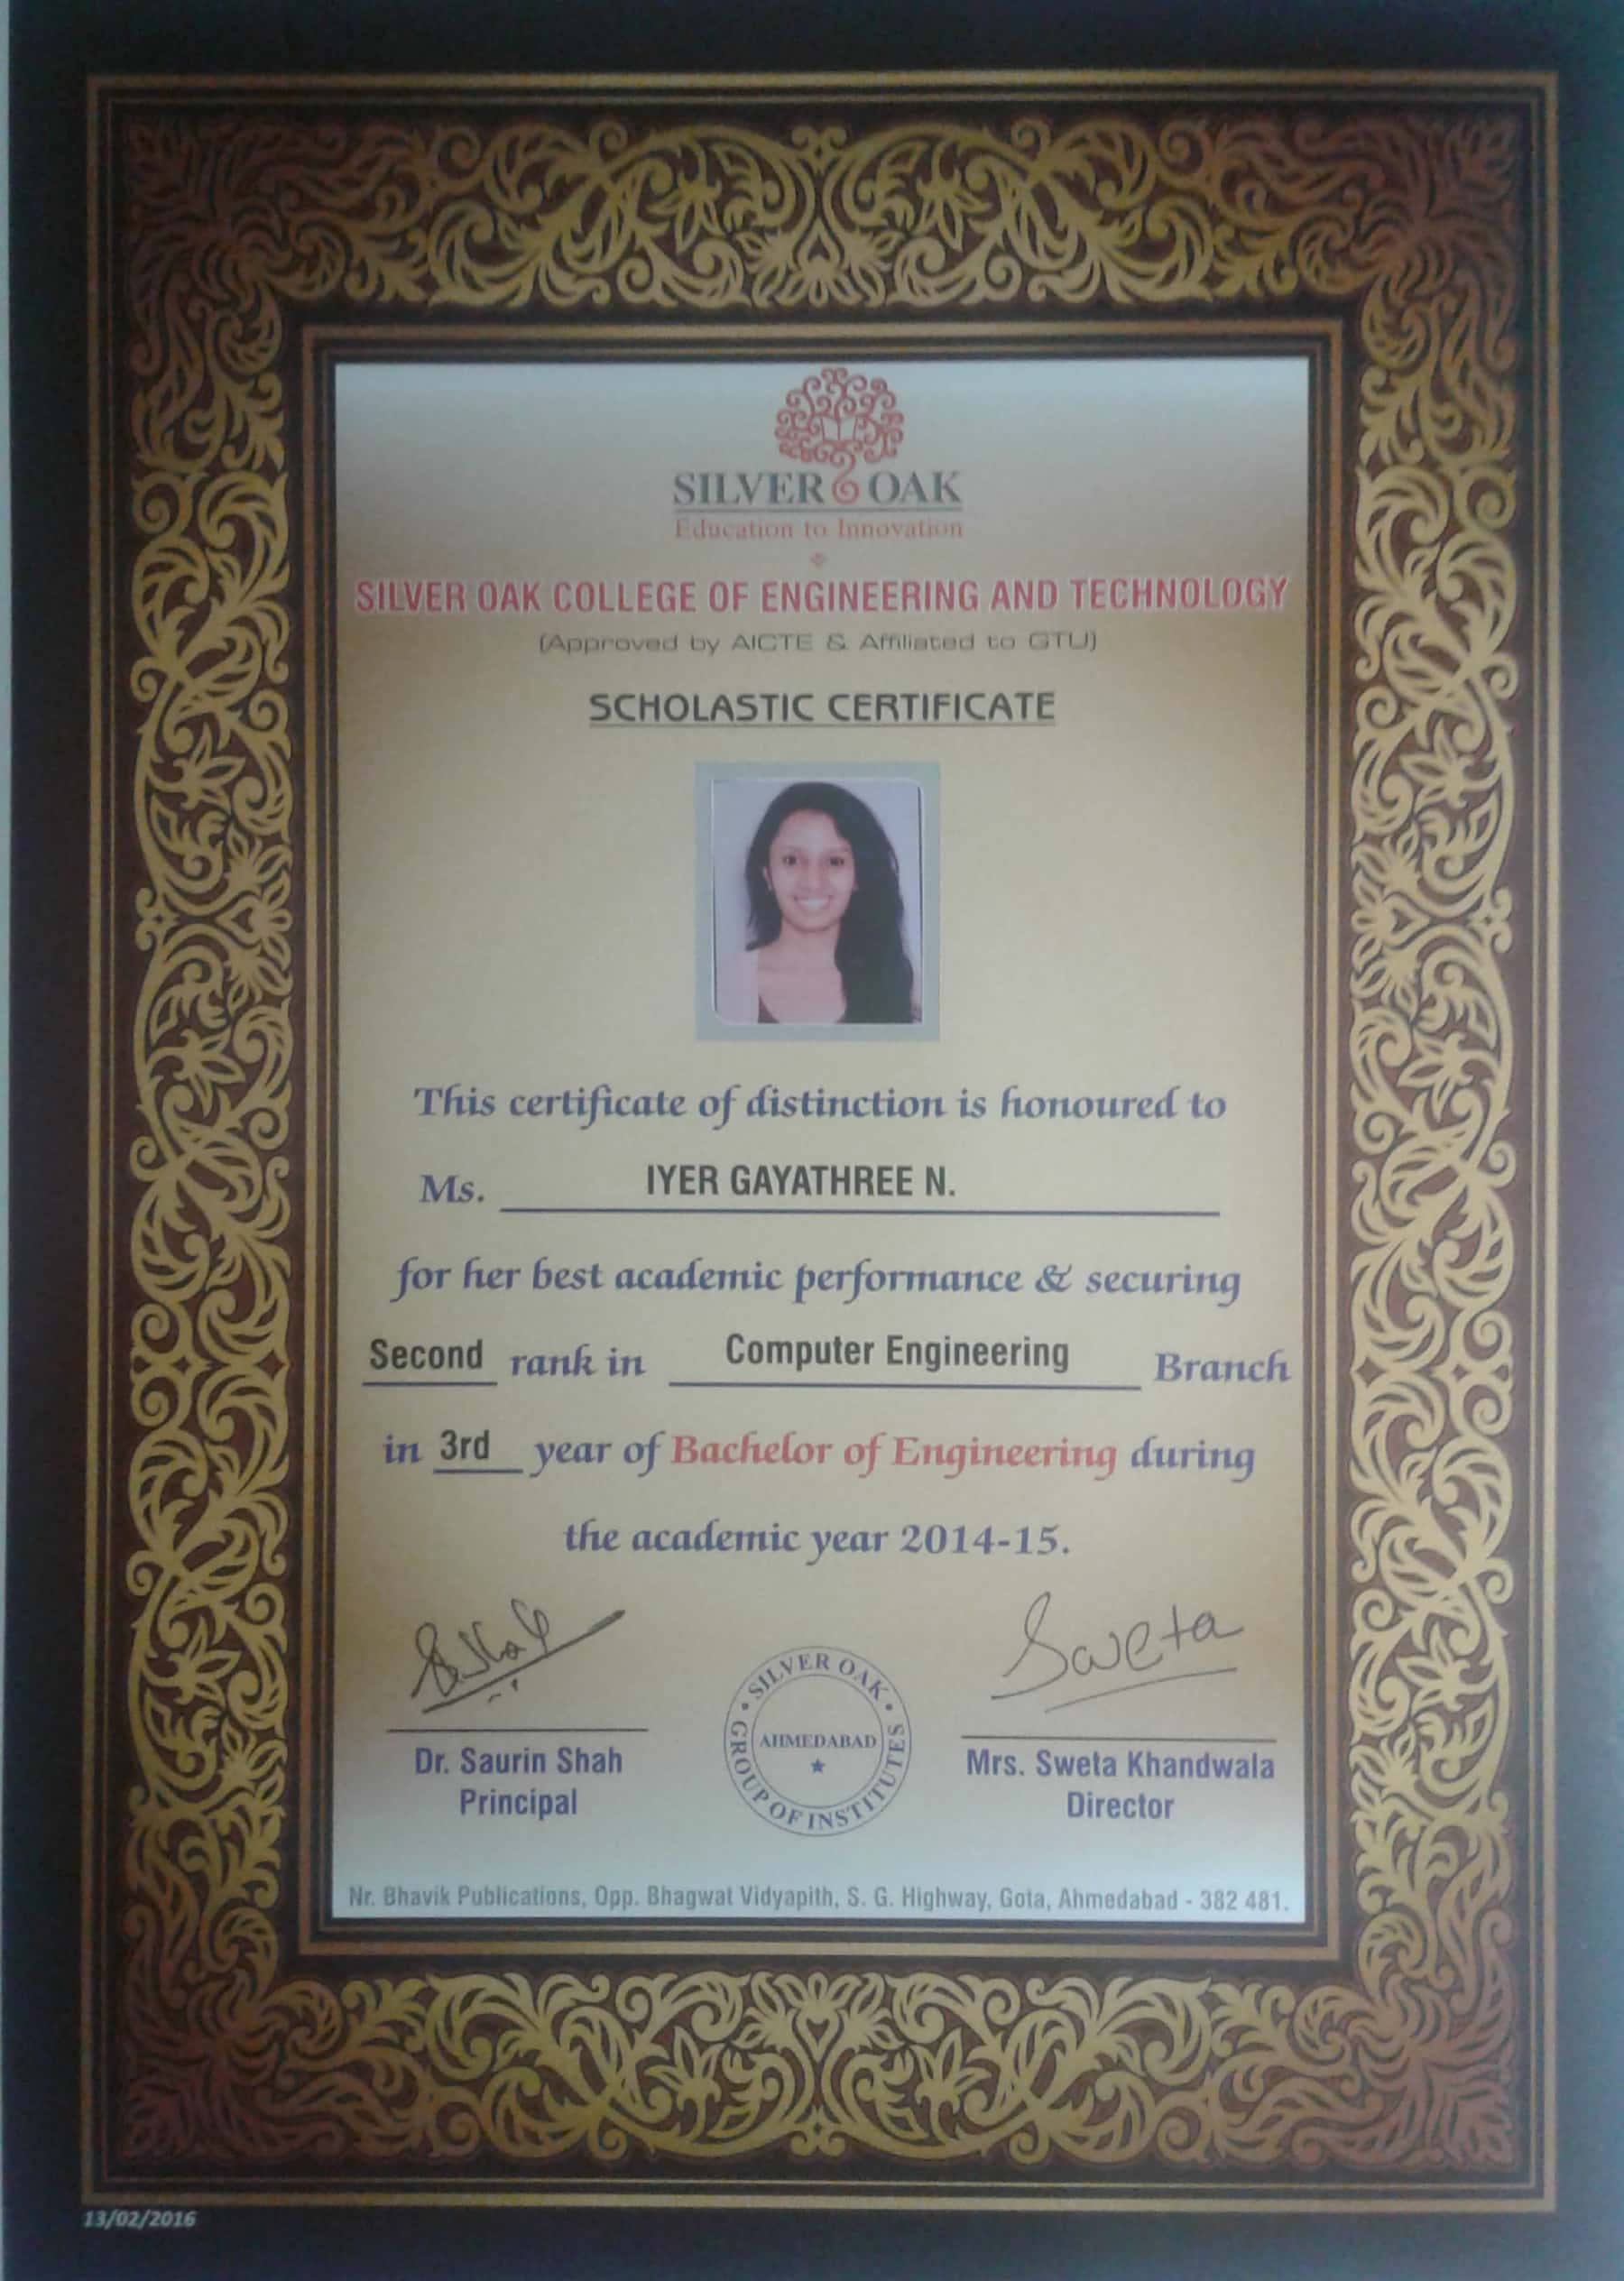 SILVER OAK
Education to Innovation
SILVER OAK COLLEGE OF ENGINEERING AND TECHNOLOGY
(Approved by AICTE & Affiliated to GTU)
SCHOLASTIC CERTIFICATE
This certificate of distinction is honoured to
Ms. IYER GAYATHREE N.
for her best academic performance & securing
Second rank in Computer Engineering Branch
in 3rd year of Bachelor of Engineering during
the academic year 2014-15.
Sweta
Dr. Saurin Shah
Principal
SILVER OAK
GROUP OF INSTITUTES
AHMEDABAD
Mrs. Sweta Khandwala
Director
Nr. Bhavik Publications, Opp. Bhagwat Vidyapith, S. G. Highway, Gota, Ahmedabad - 382 481.
13/02/2016